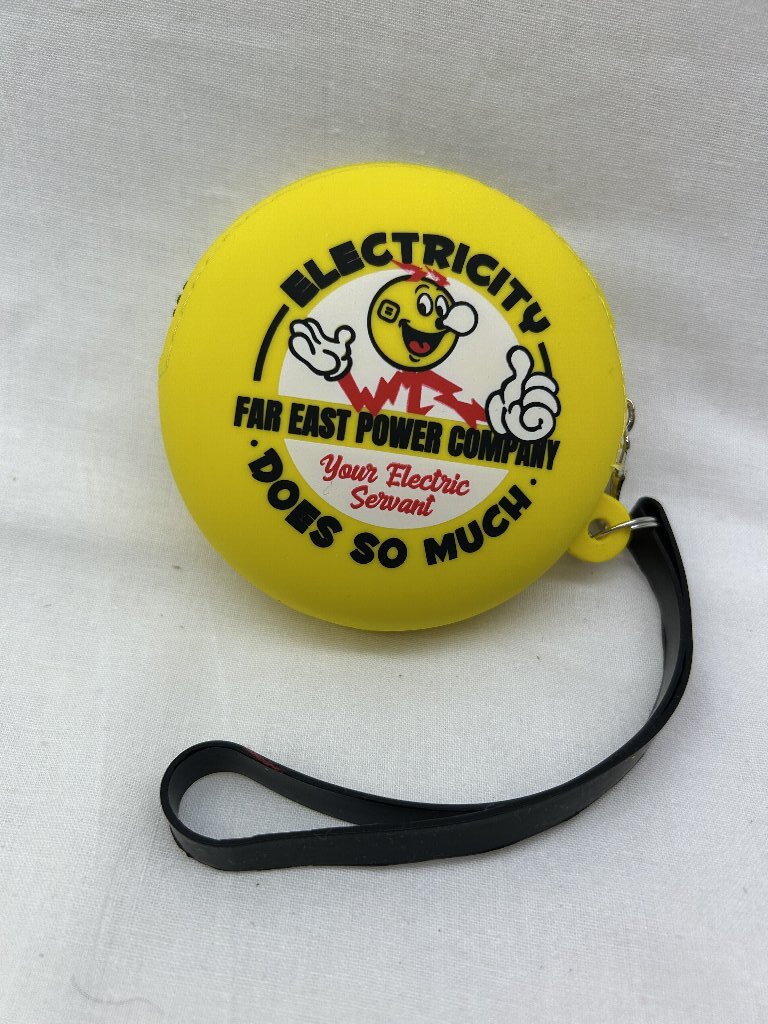 ELECTRICITY
FAR EAST POWER COMPANY
Your Electric
Servant
· DOES SO MUCH ·